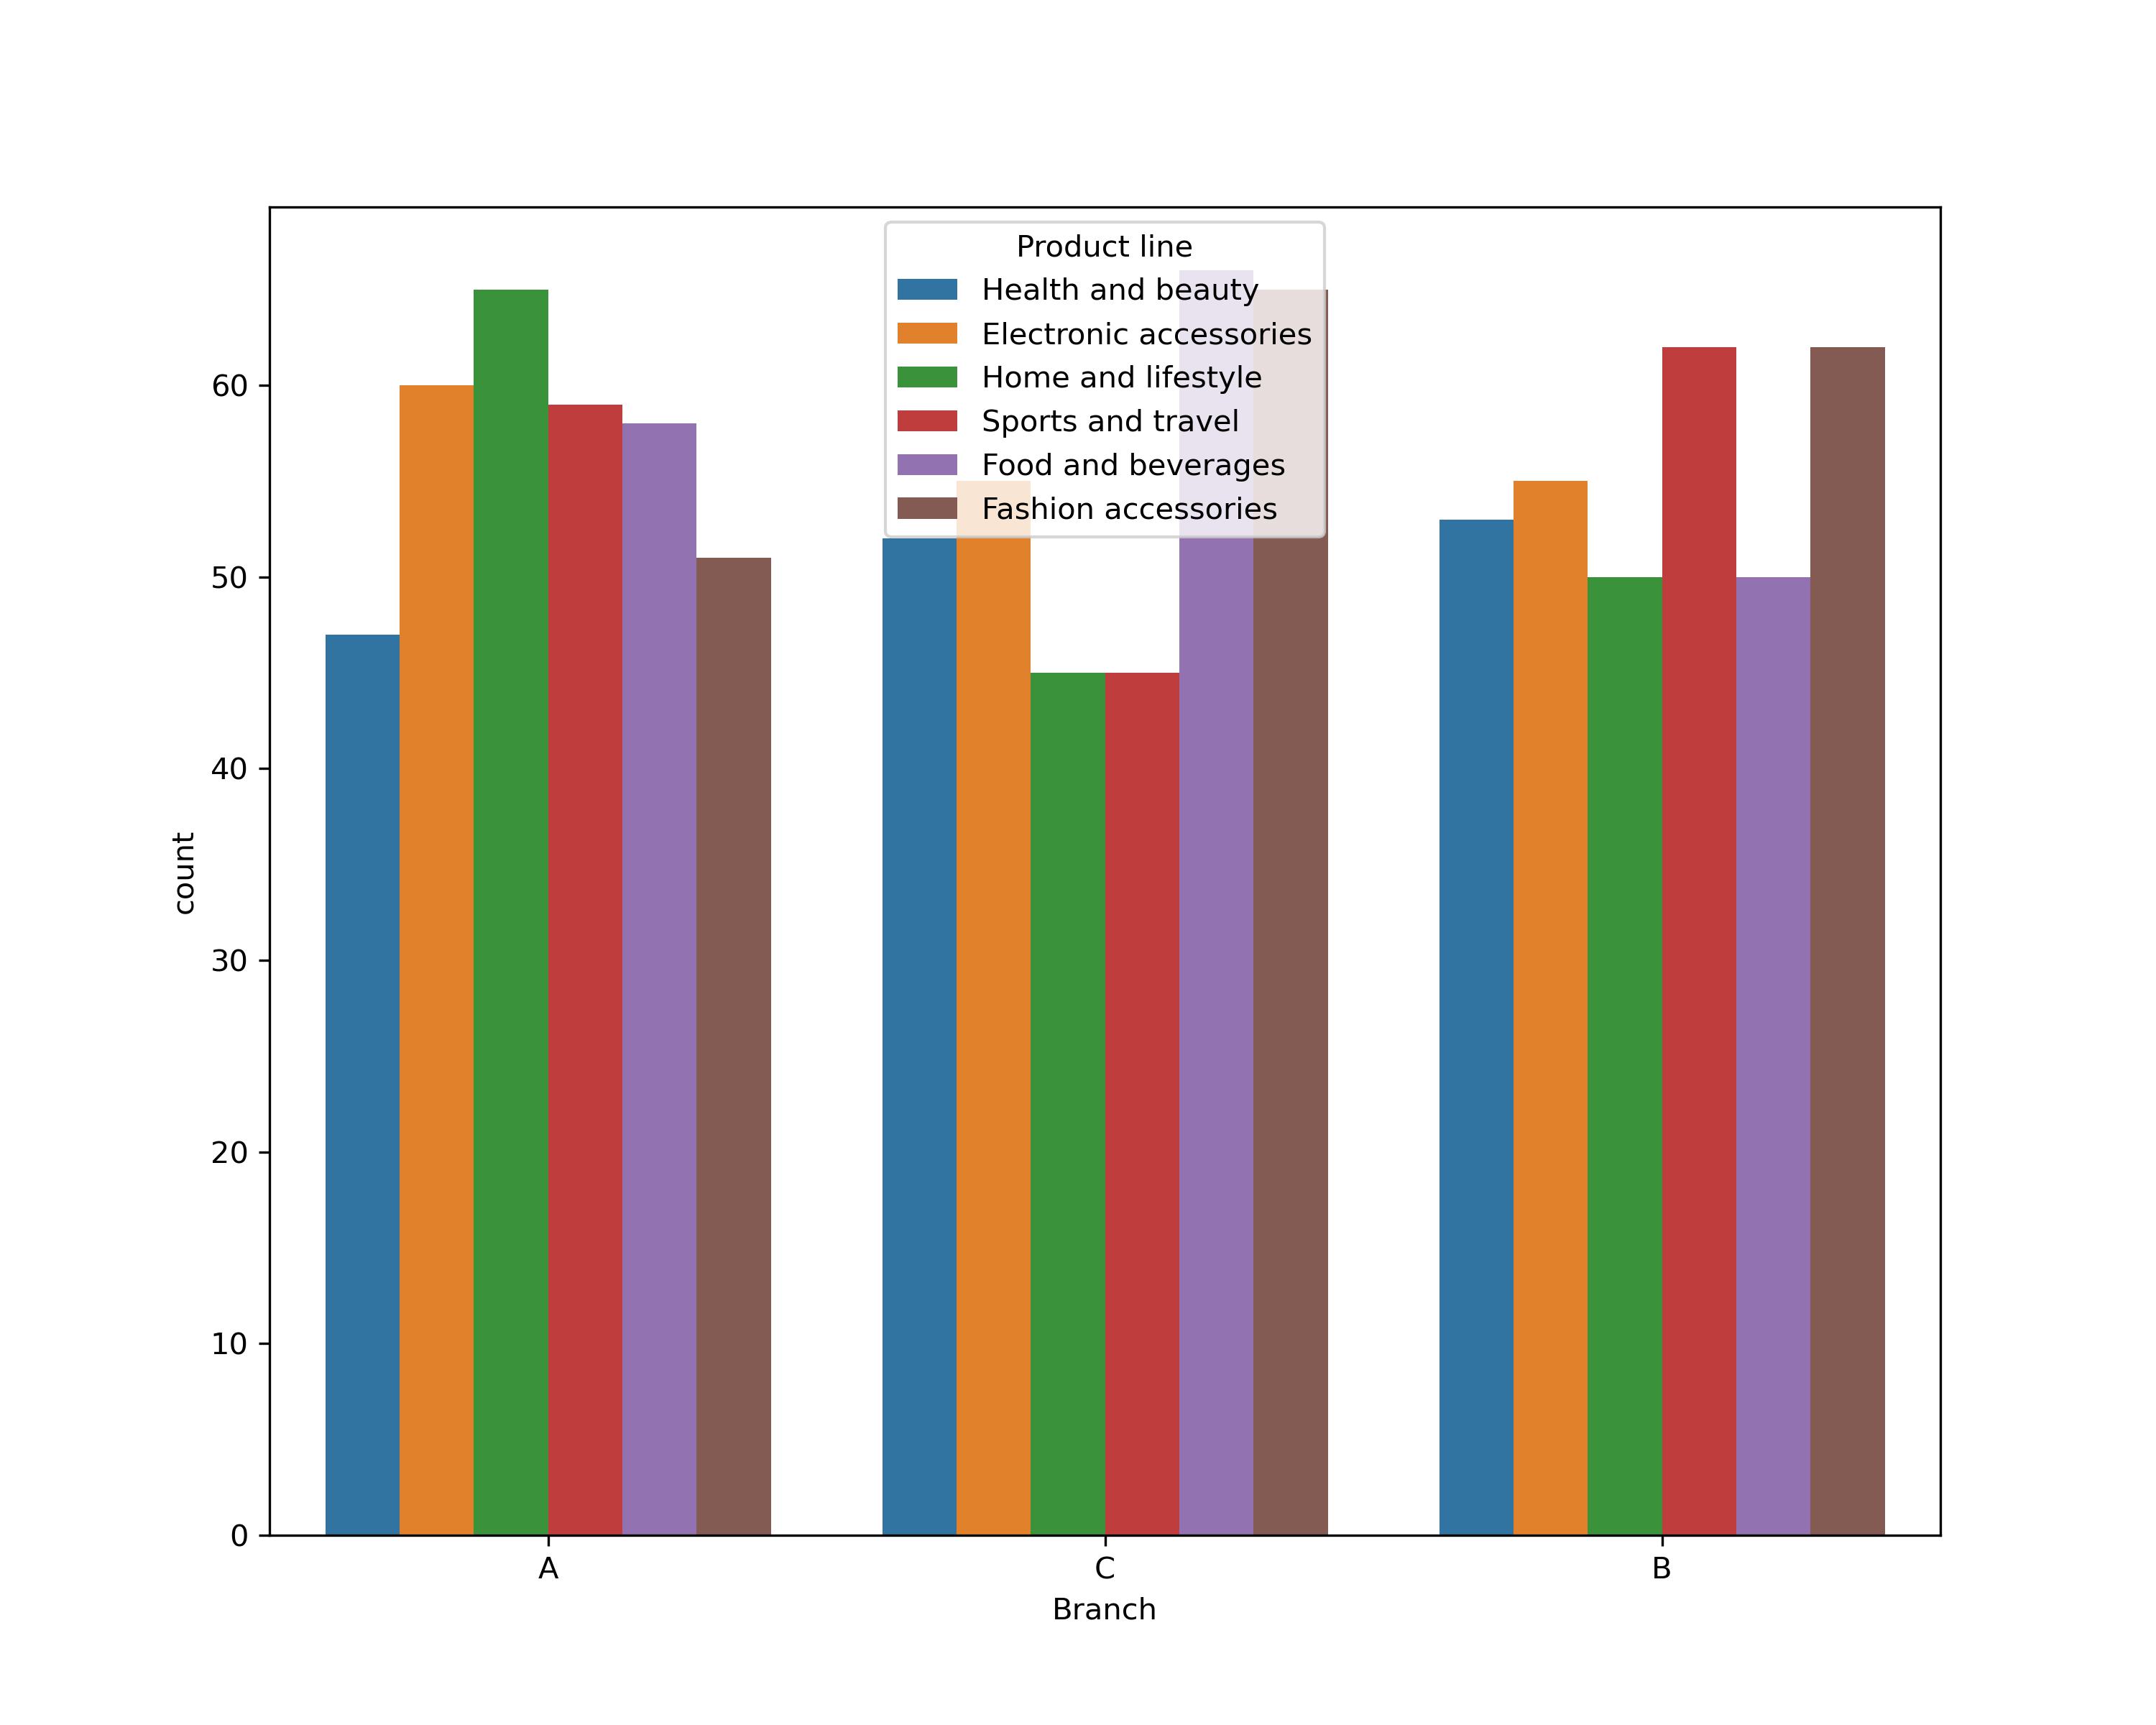 Product line
Health and beauty
Electronic accessories
Home and lifestyle
Sports and travel
Food and beverages
Fashion accessories
60
50
40
30
20
10
0
count
A C B
Branch